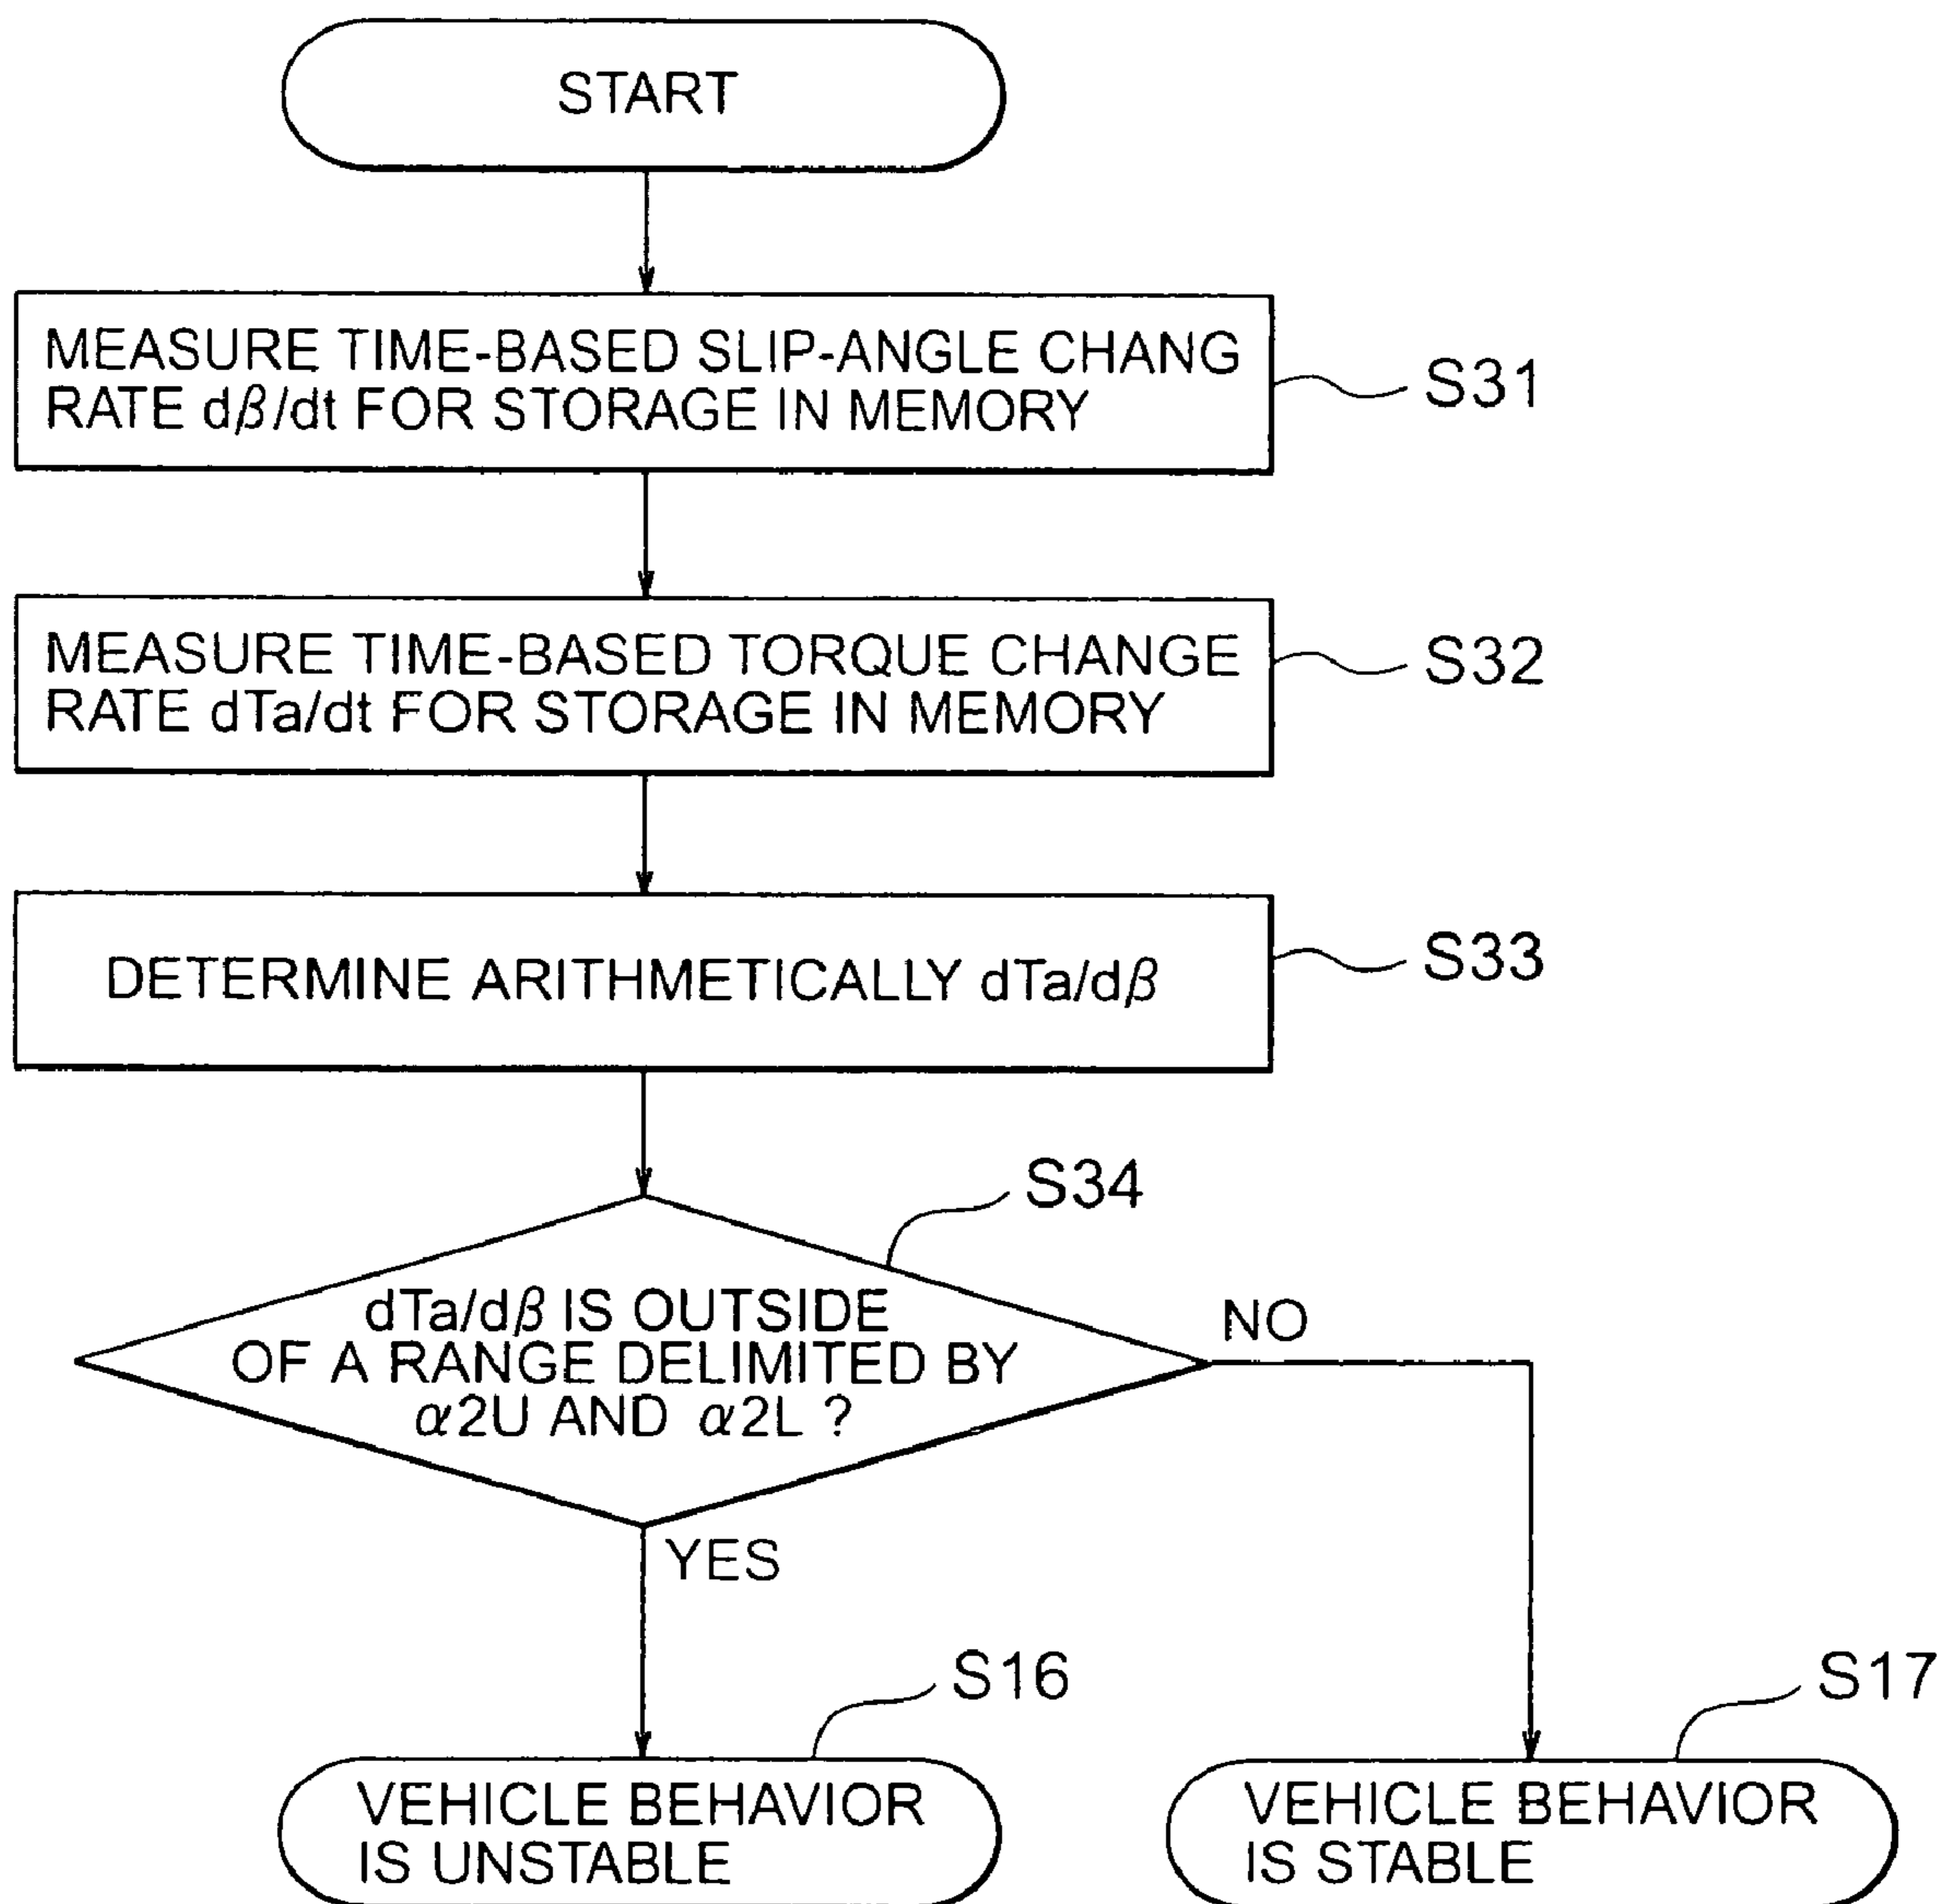 START
MEASURE TIME-BASED SLIP-ANGLE CHANG
RATE dβ/dt FOR STORAGE IN MEMORY
S31
MEASURE TIME-BASED TORQUE CHANGE
RATE dTa/dt FOR STORAGE IN MEMORY
S32
DETERMINE ARITHMETICALLY dTa/dβ
S33
S34
dTa/dβ IS OUTSIDE
OF A RANGE DELIMITED BY
α2U AND α2L ?
NO
YES
S16
S17
VEHICLE BEHAVIOR
IS UNSTABLE
VEHICLE BEHAVIOR
IS STABLE